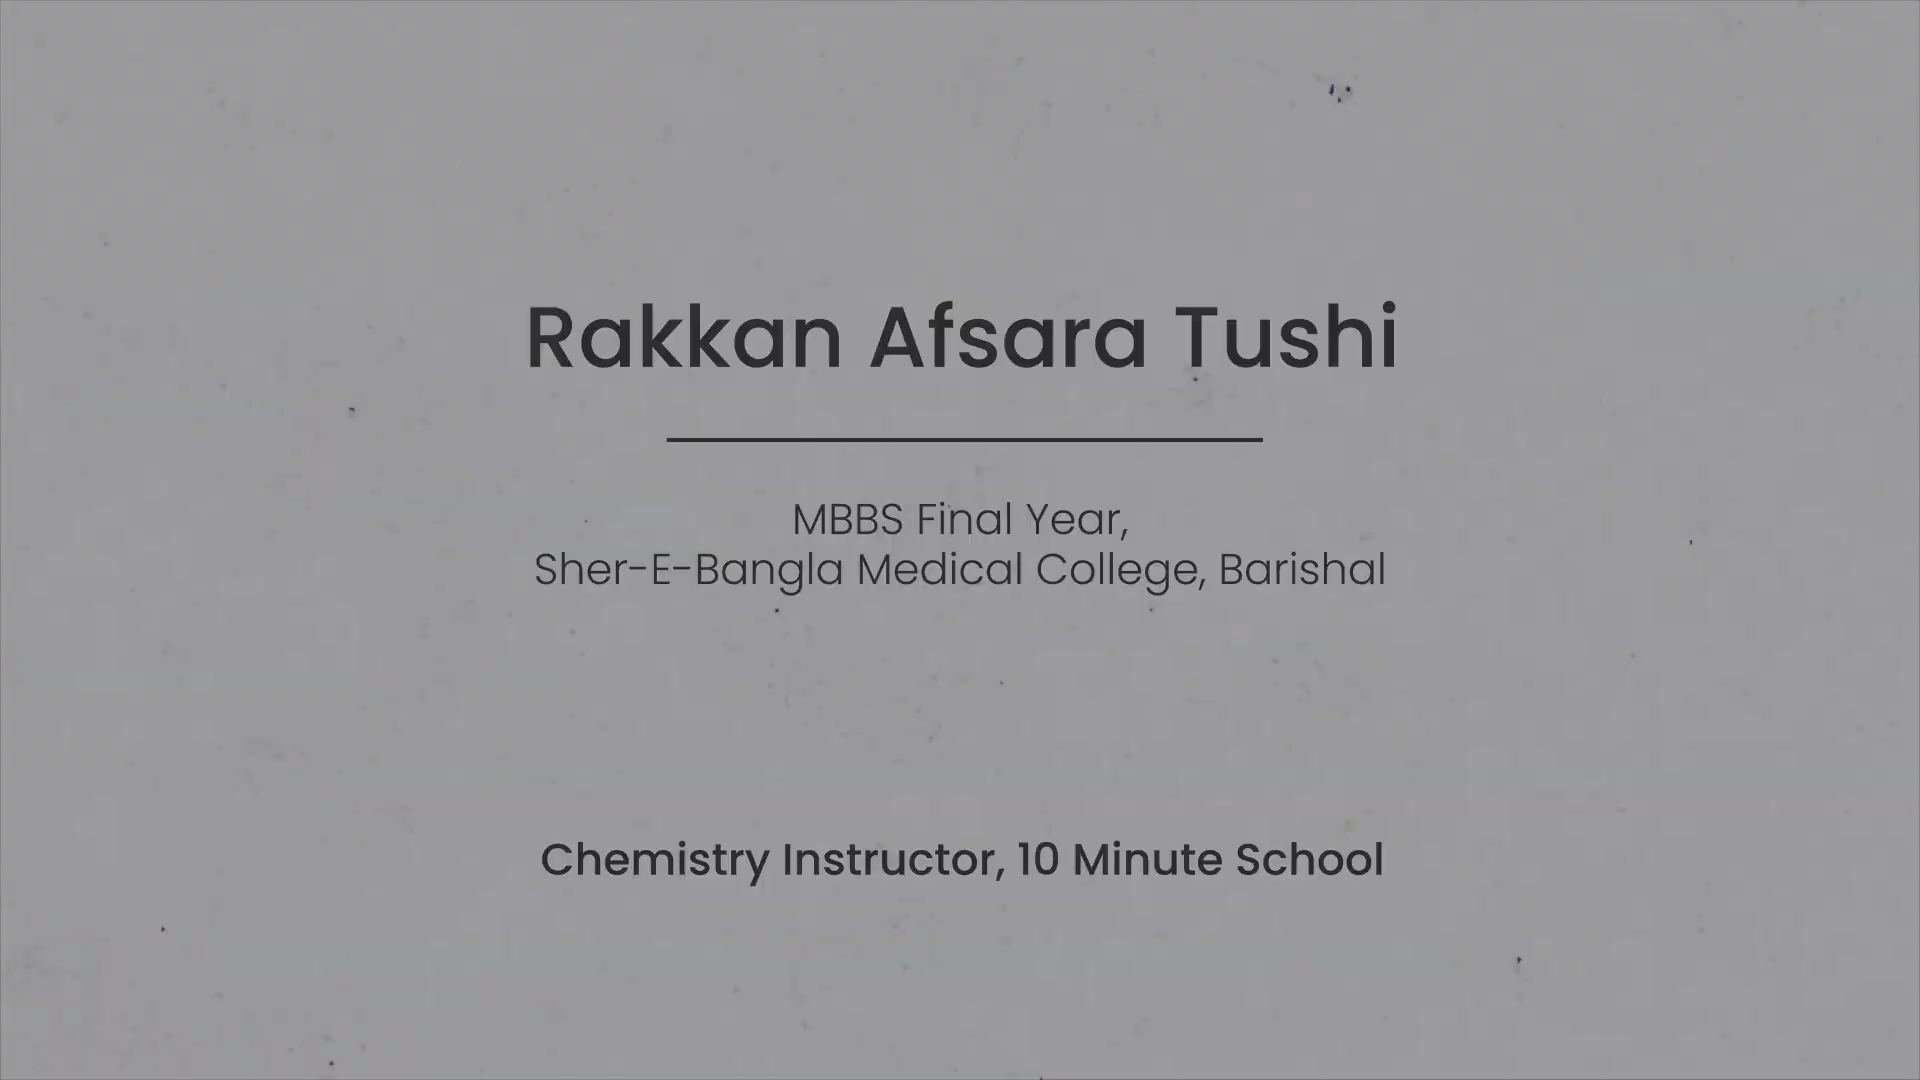 Rakkan Afsara Tushi
MBBS Final Year,
Sher-E-Bangla Medical College, Barishal
Chemistry Instructor, 10 Minute School